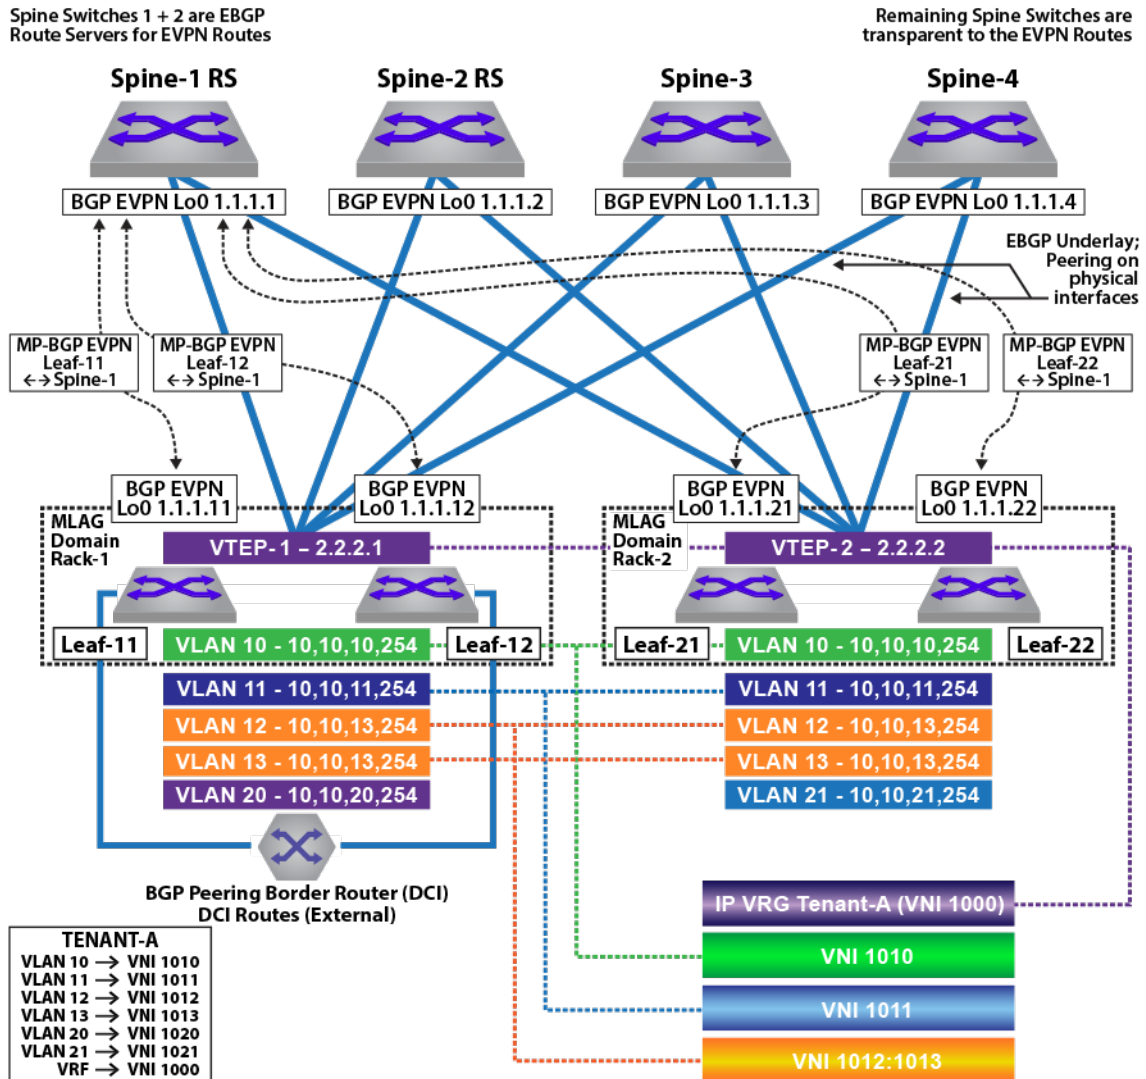 Spine Switches 1 + 2 are EBGP
Route Servers for EVPN Routes
Remaining Spine Switches are
transparent to the EVPN Routes
Spine-1 RS
Spine-2 RS
Spine-3
Spine-4
BGP EVPN Lo0 1.1.1.1
BGP EVPN Lo0 1.1.1.2
BGP EVPN Lo0 1.1.1.3
BGP EVPN Lo0 1.1.1.4
EBGP Underlay;
Peering on
physical
interfaces
MP-BGP EVPN
Leaf-11
←→Spine-1
MP-BGP EVPN
Leaf-12
←→Spine-1
MP-BGP EVPN
Leaf-21
←→Spine-1
MP-BGP EVPN
Leaf-22
←→Spine-1
BGP EVPN
Lo0 1.1.1.11
BGP EVPN
Lo0 1.1.1.12
BGP EVPN
Lo0 1.1.1.21
BGP EVPN
Lo0 1.1.1.22
MLAG
Domain
Rack-1
VTEP-1 – 2.2.2.1
MLAG
Domain
Rack-2
VTEP-2 – 2.2.2.2
Leaf-11
VLAN 10 - 10,10,10,254
Leaf-12
Leaf-21
VLAN 10 - 10,10,10,254
Leaf-22
VLAN 11 - 10,10,11,254
VLAN 11 - 10,10,11,254
VLAN 12 - 10,10,13,254
VLAN 12 - 10,10,13,254
VLAN 13 - 10,10,13,254
VLAN 13 - 10,10,13,254
VLAN 20 - 10,10,20,254
VLAN 21 - 10,10,21,254
BGP Peering Border Router (DCI)
DCI Routes (External)
IP VRG Tenant-A (VNI 1000)
VNI 1010
VNI 1011
VNI 1012:1013
TENANT-A
VLAN 10 → VNI 1010
VLAN 11 → VNI 1011
VLAN 12 → VNI 1012
VLAN 13 → VNI 1013
VLAN 20 → VNI 1020
VLAN 21 → VNI 1021
VRF → VNI 1000